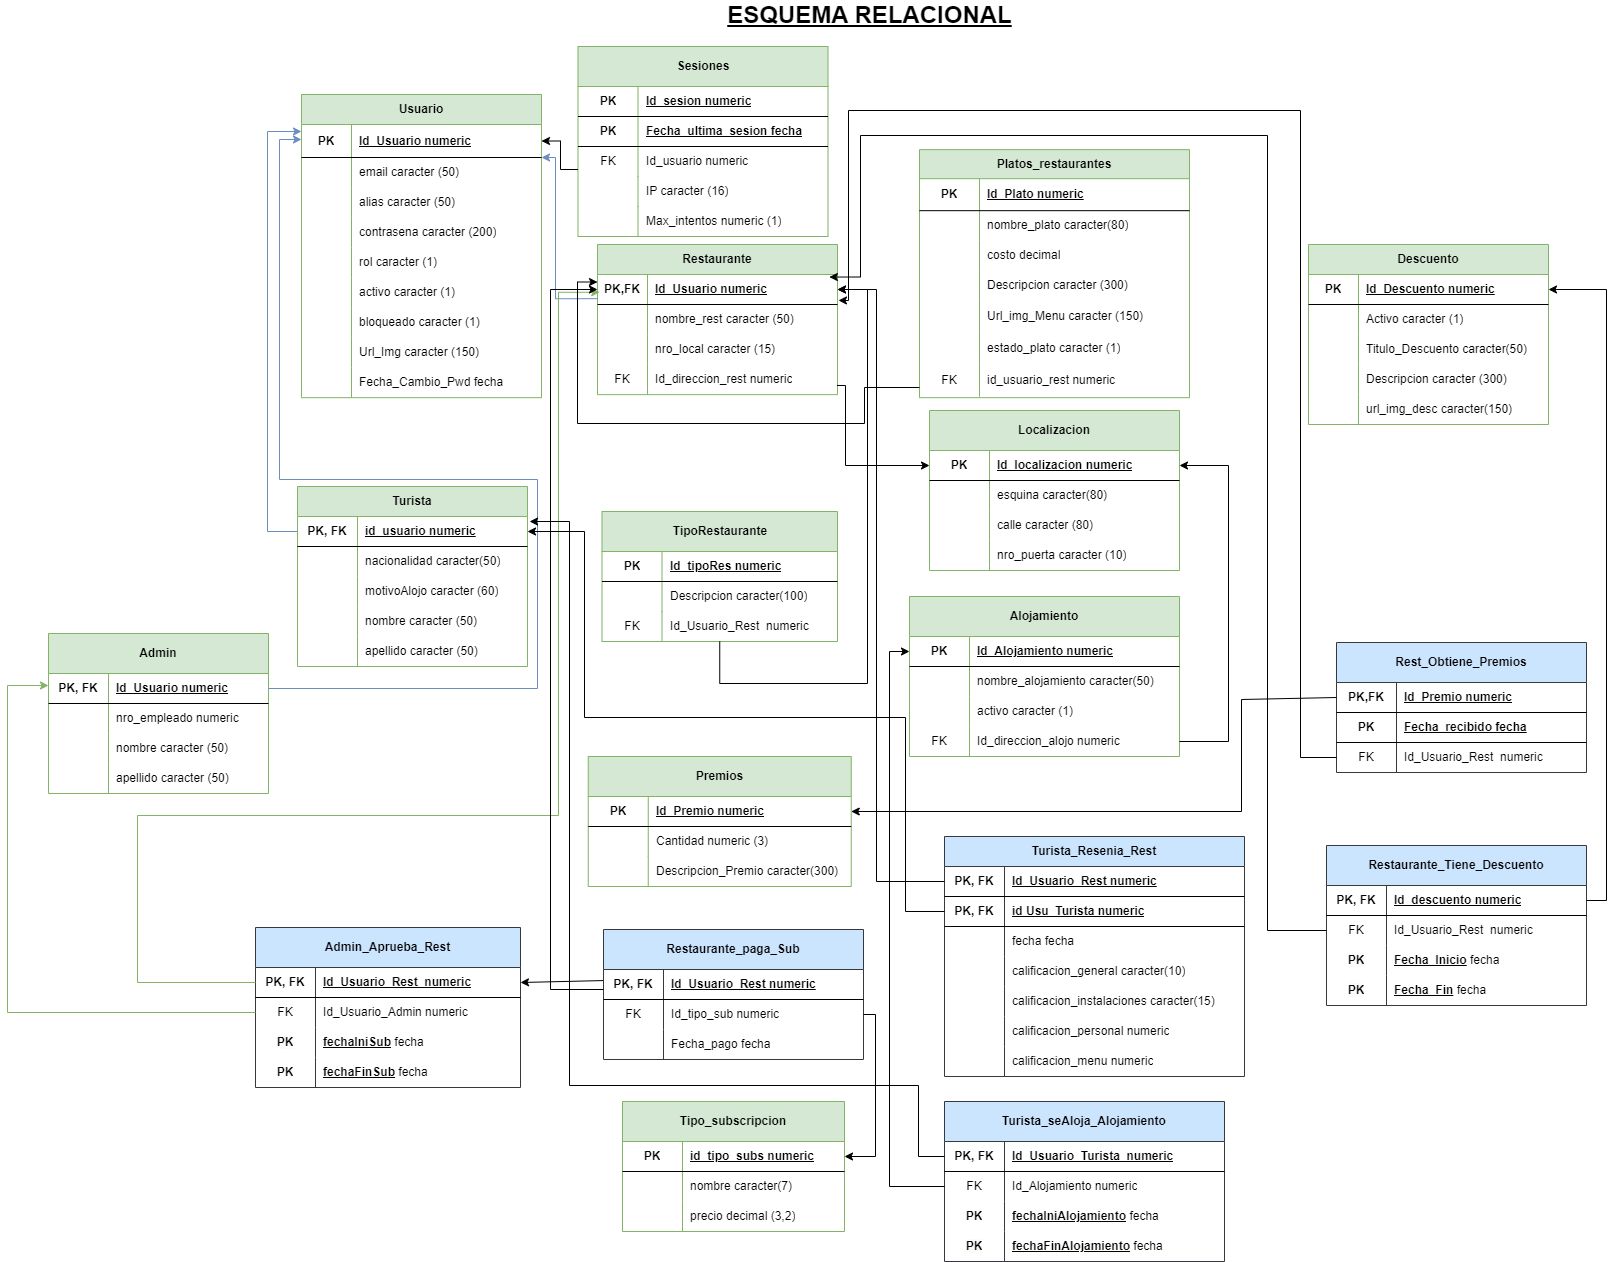 ESQUEMA RELACIONAL
Sesiones
PK Id_sesion numeric
PK Fecha_ultima_sesion fecha
FK Id_usuario numeric
IP caracter (16)
Max_intentos numeric (1)
Usuario
PK Id_Usuario numeric
email caracter (50)
alias caracter (50)
contrasena caracter (200)
rol caracter (1)
activo caracter (1)
bloqueado caracter (1)
Url_Img caracter (150)
Fecha_Cambio_Pwd fecha
Platos_restaurantes
PK Id_Plato numeric
nombre_plato caracter(80)
costo decimal
Descripcion caracter (300)
Url_img_Menu caracter (150)
estado_plato caracter (1)
FK id_usuario_rest numeric
Restaurante
PK,FK Id_Usuario numeric
nombre_rest caracter (50)
nro_local caracter (15)
FK Id_direccion_rest numeric
Descuento
PK Id_Descuento numeric
Activo caracter (1)
Titulo_Descuento caracter(50)
Descripcion caracter (300)
url_img_desc caracter(150)
Localizacion
PK Id_localizacion numeric
esquina caracter(80)
calle caracter (80)
nro_puerta caracter (10)
Turista
PK, FK id_usuario numeric
nacionalidad caracter(50)
motivoAlojo caracter (60)
nombre caracter (50)
apellido caracter (50)
TipoRestaurante
PK Id_tipoRes numeric
Descripcion caracter(100)
FK Id_Usuario_Rest  numeric
Alojamiento
PK Id_Alojamiento numeric
nombre_alojamiento caracter(50)
activo caracter (1)
FK Id_direccion_alojo numeric
Admin
PK, FK Id_Usuario numeric
nro_empleado numeric
nombre caracter (50)
apellido caracter (50)
Rest_Obtiene_Premios
PK,FK Id_Premio numeric
PK Fecha_recibido fecha
FK Id_Usuario_Rest  numeric
Premios
PK Id_Premio numeric
Cantidad numeric (3)
Descripcion_Premio caracter(300)
Turista_Resenia_Rest
PK, FK Id_Usuario_Rest numeric
PK, FK id Usu_Turista numeric
fecha fecha
calificacion_general caracter(10)
calificacion_instalaciones caracter(15)
calificacion_personal numeric
calificacion_menu numeric
Restaurante_Tiene_Descuento
PK, FK Id_descuento numeric
FK Id_Usuario_Rest  numeric
PK Fecha_Inicio fecha
PK Fecha_Fin fecha
Admin_Aprueba_Rest
PK, FK Id_Usuario_Rest  numeric
FK Id_Usuario_Admin numeric
PK fechaIniSub fecha
PK fechaFinSub fecha
Restaurante_paga_Sub
PK, FK Id_Usuario_Rest numeric
FK Id_tipo_sub numeric
Fecha_pago fecha
Tipo_subscripcion
PK id_tipo_subs numeric
nombre caracter(7)
precio decimal (3,2)
Turista_seAloja_Alojamiento
PK, FK Id_Usuario_Turista  numeric
FK Id_Alojamiento numeric
PK fechaIniAlojamiento fecha
PK fechaFinAlojamiento fecha